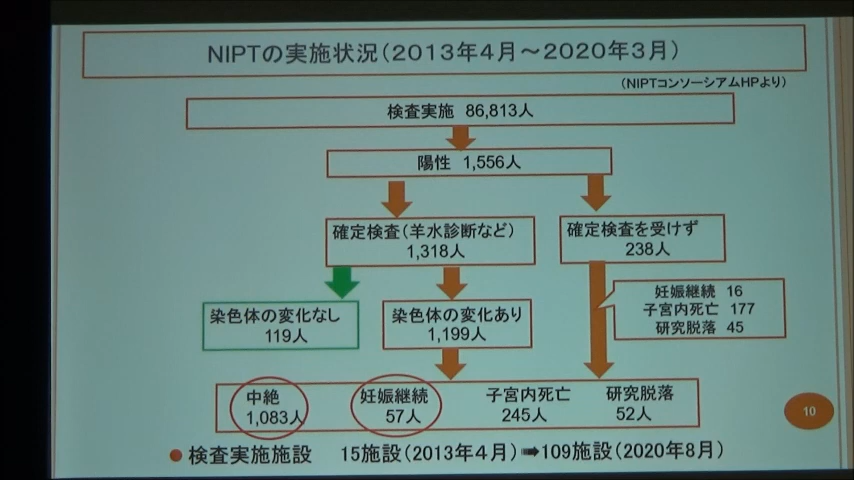 NIPTの実施状況(2013年4月～2020年3月)
(NIPTコンソーシアムHPより)
検査実施 86,813人
陽性 1,556人
確定検査(羊水診断など)
1,318人
確定検査を受けず
238人
妊娠継続 16
子宮内死亡 177
研究脱落 45
染色体の変化なし
119人
染色体の変化あり
1,199人
中絶
1,083人
妊娠継続
57人
子宮内死亡
245人
研究脱落
52人
10
●検査実施施設 15施設(2013年4月)➡109施設(2020年8月)